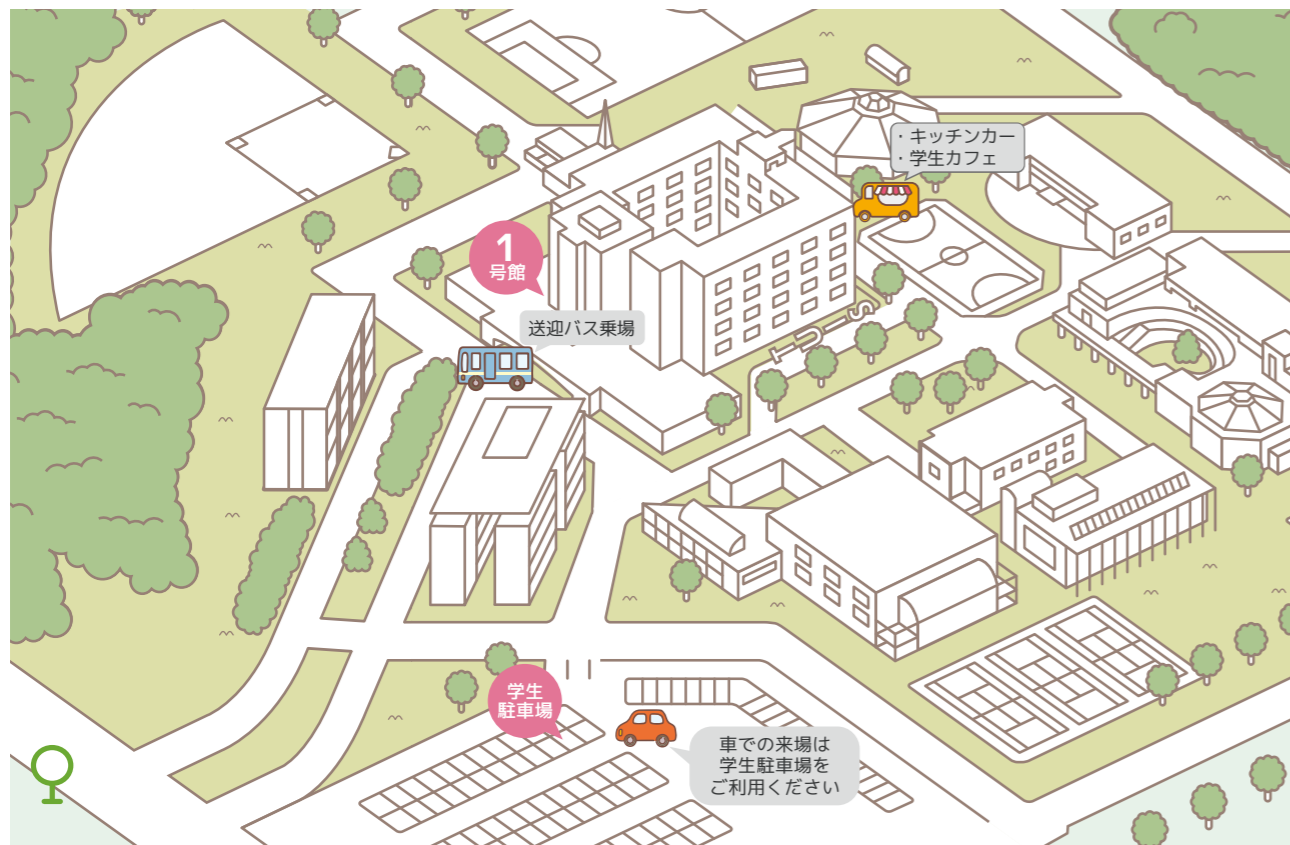 ・キッチンカー
・学生カフェ
1
号館
送迎バス乗場
学生
駐車場
車での来場は
学生駐車場を
ご利用ください